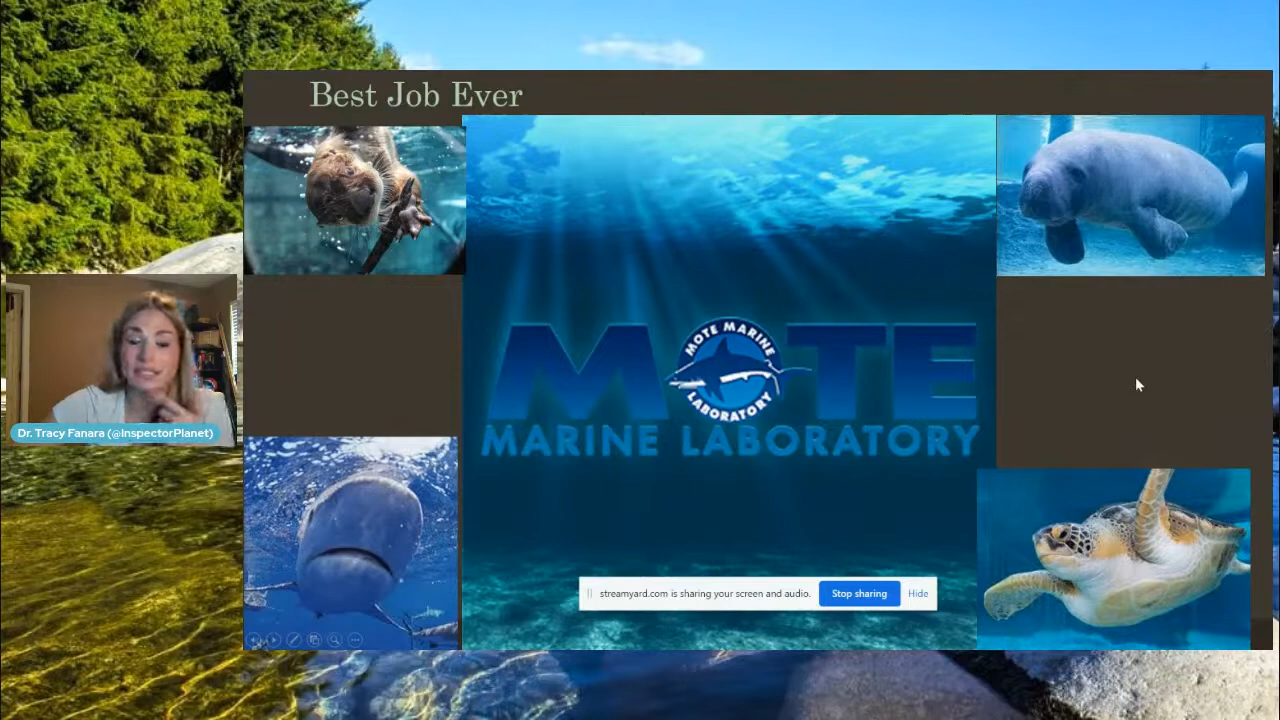 Best Job Ever
MOTE MARINE
LABORATORY
MOTE
MARINE LABORATORY
Dr. Tracy Fanara (@InspectorPlanet)
streamyard.com is sharing your screen and audio.
Stop sharing
Hide